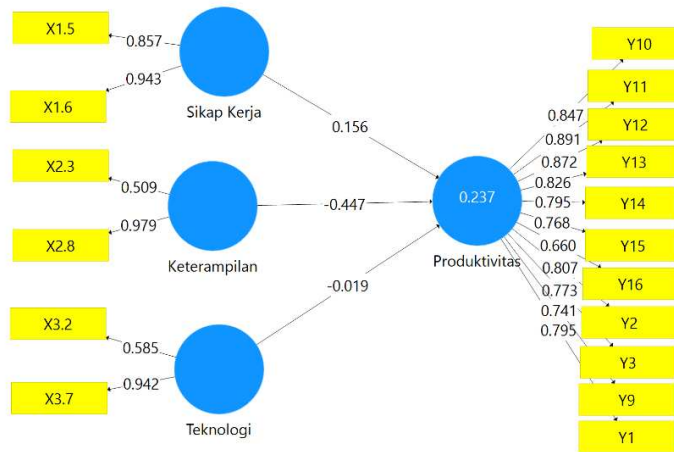 X1.5
0.857
0.943
X1.6
Sikap Kerja
0.156
X2.3
0.509
0.979
X2.8
Keterampilan
-0.447
X3.2
0.585
0.942
X3.7
Teknologi
-0.019
0.237
Produktivitas
0.847
0.891
0.872
0.826
0.795
0.768
0.660
0.807
0.773
0.741
0.795
Y10
Y11
Y12
Y13
Y14
Y15
Y16
Y2
Y3
Y9
Y1